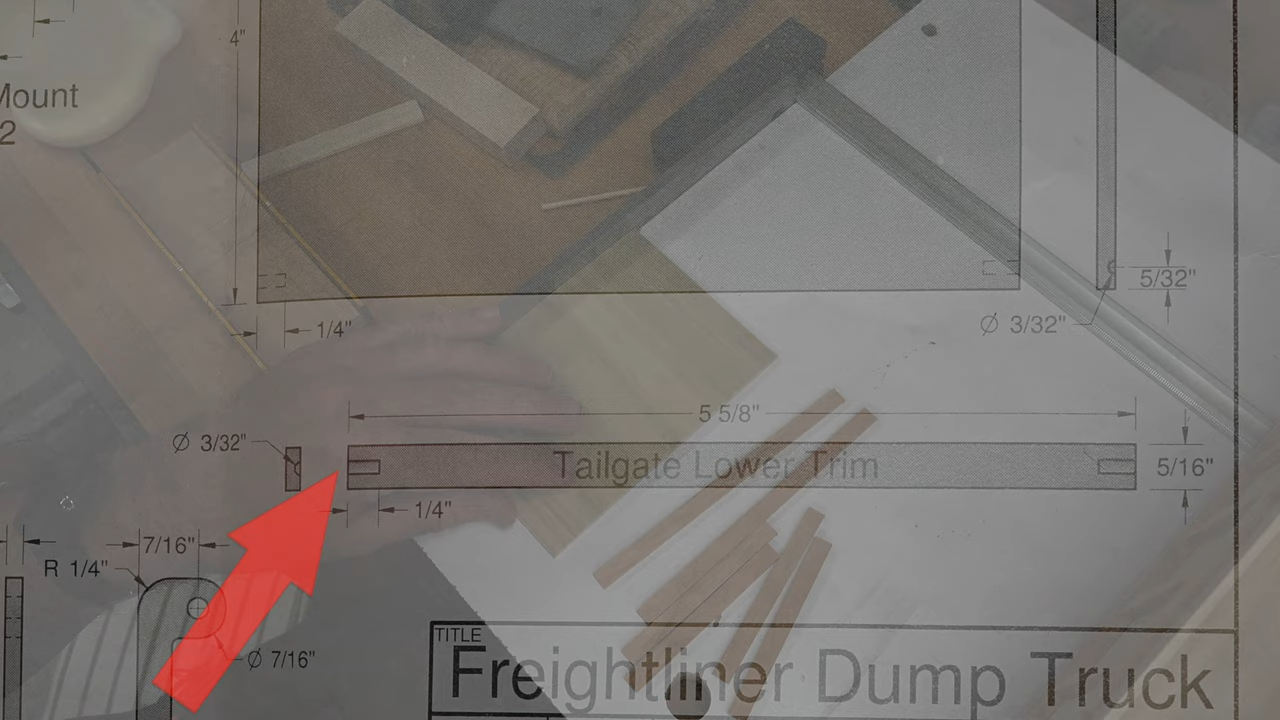 4"
Mount
2
5/32"
Ø 3/32"
1/4"
5 5/8"
Ø 3/32"
Tailgate Lower Trim
5/16"
1/4"
7/16"
R 1/4"
TITLE
Ø 7/16"
Freightliner Dump Truck